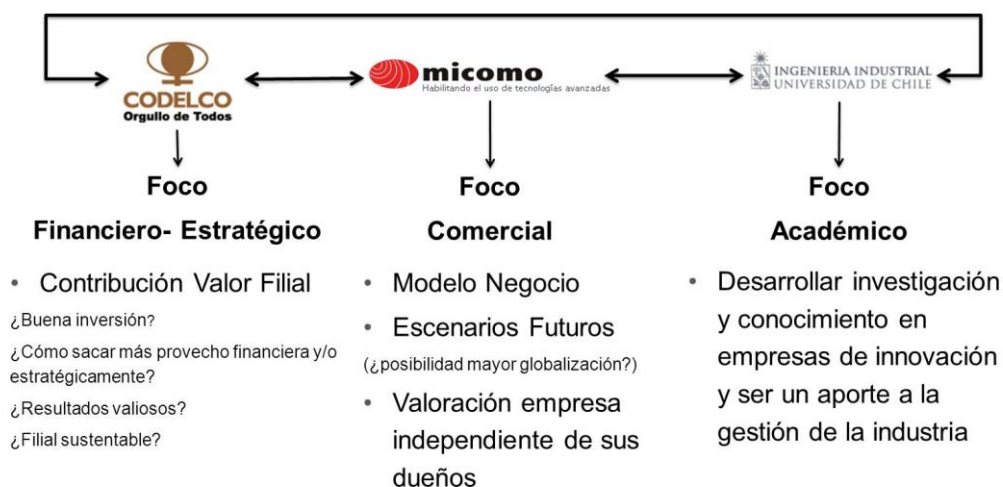 CODELCO
Orgullo de Todos
micomo
Habilitando el uso de tecnologías avanzadas
INGENIERIA INDUSTRIAL
UNIVERSIDAD DE CHILE
Foco
Financiero- Estratégico
• Contribución Valor Filial
¿Buena inversión?
¿Cómo sacar más provecho financiera y/o
estratégicamente?
¿Resultados valiosos?
¿Filial sustentable?
Foco
Comercial
• Modelo Negocio
• Escenarios Futuros
(¿posibilidad mayor globalización?)
• Valoración empresa
independiente de sus
dueños
Foco
Académico
• Desarrollar investigación
y conocimiento en
empresas de innovación
y ser un aporte a la
gestión de la industria